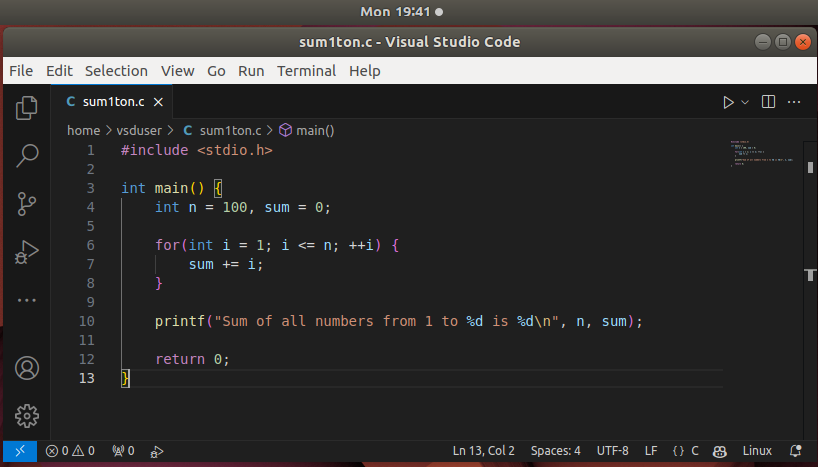 Mon 19:41
sum1ton.c - Visual Studio Code
File Edit Selection View Go Run Terminal Help
C sum1ton.c
home > vsduser > C sum1ton.c > main()
1 #include <stdio.h>
2
3 int main() {
4     int n = 100, sum = 0;
5
6     for(int i = 1; i <= n; ++i) {
7         sum += i;
8     }
9
10     printf("Sum of all numbers from 1 to %d is %d\n", n, sum);
11
12     return 0;
13 }
0 0 0 Ln 13, Col 2 Spaces: 4 UTF-8 LF {} C Linux